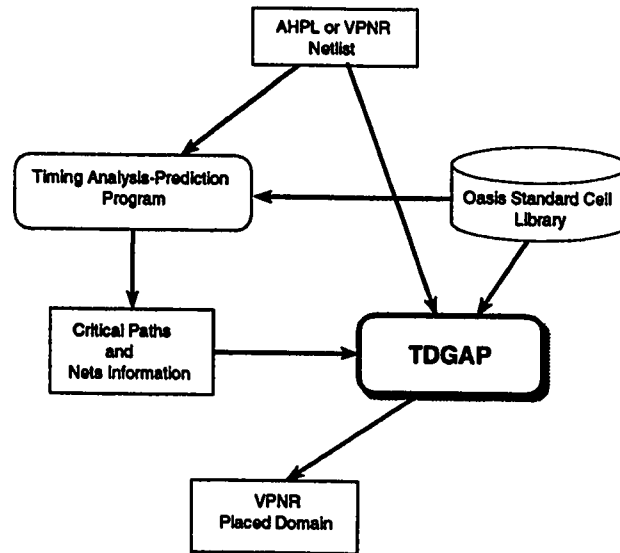 AHPL or VPNR
Netlist
Timing Analysis-Prediction
Program
Oasis Standard Cell
Library
Critical Paths
and
Nets Information
TDGAP
VPNR
Placed Domain